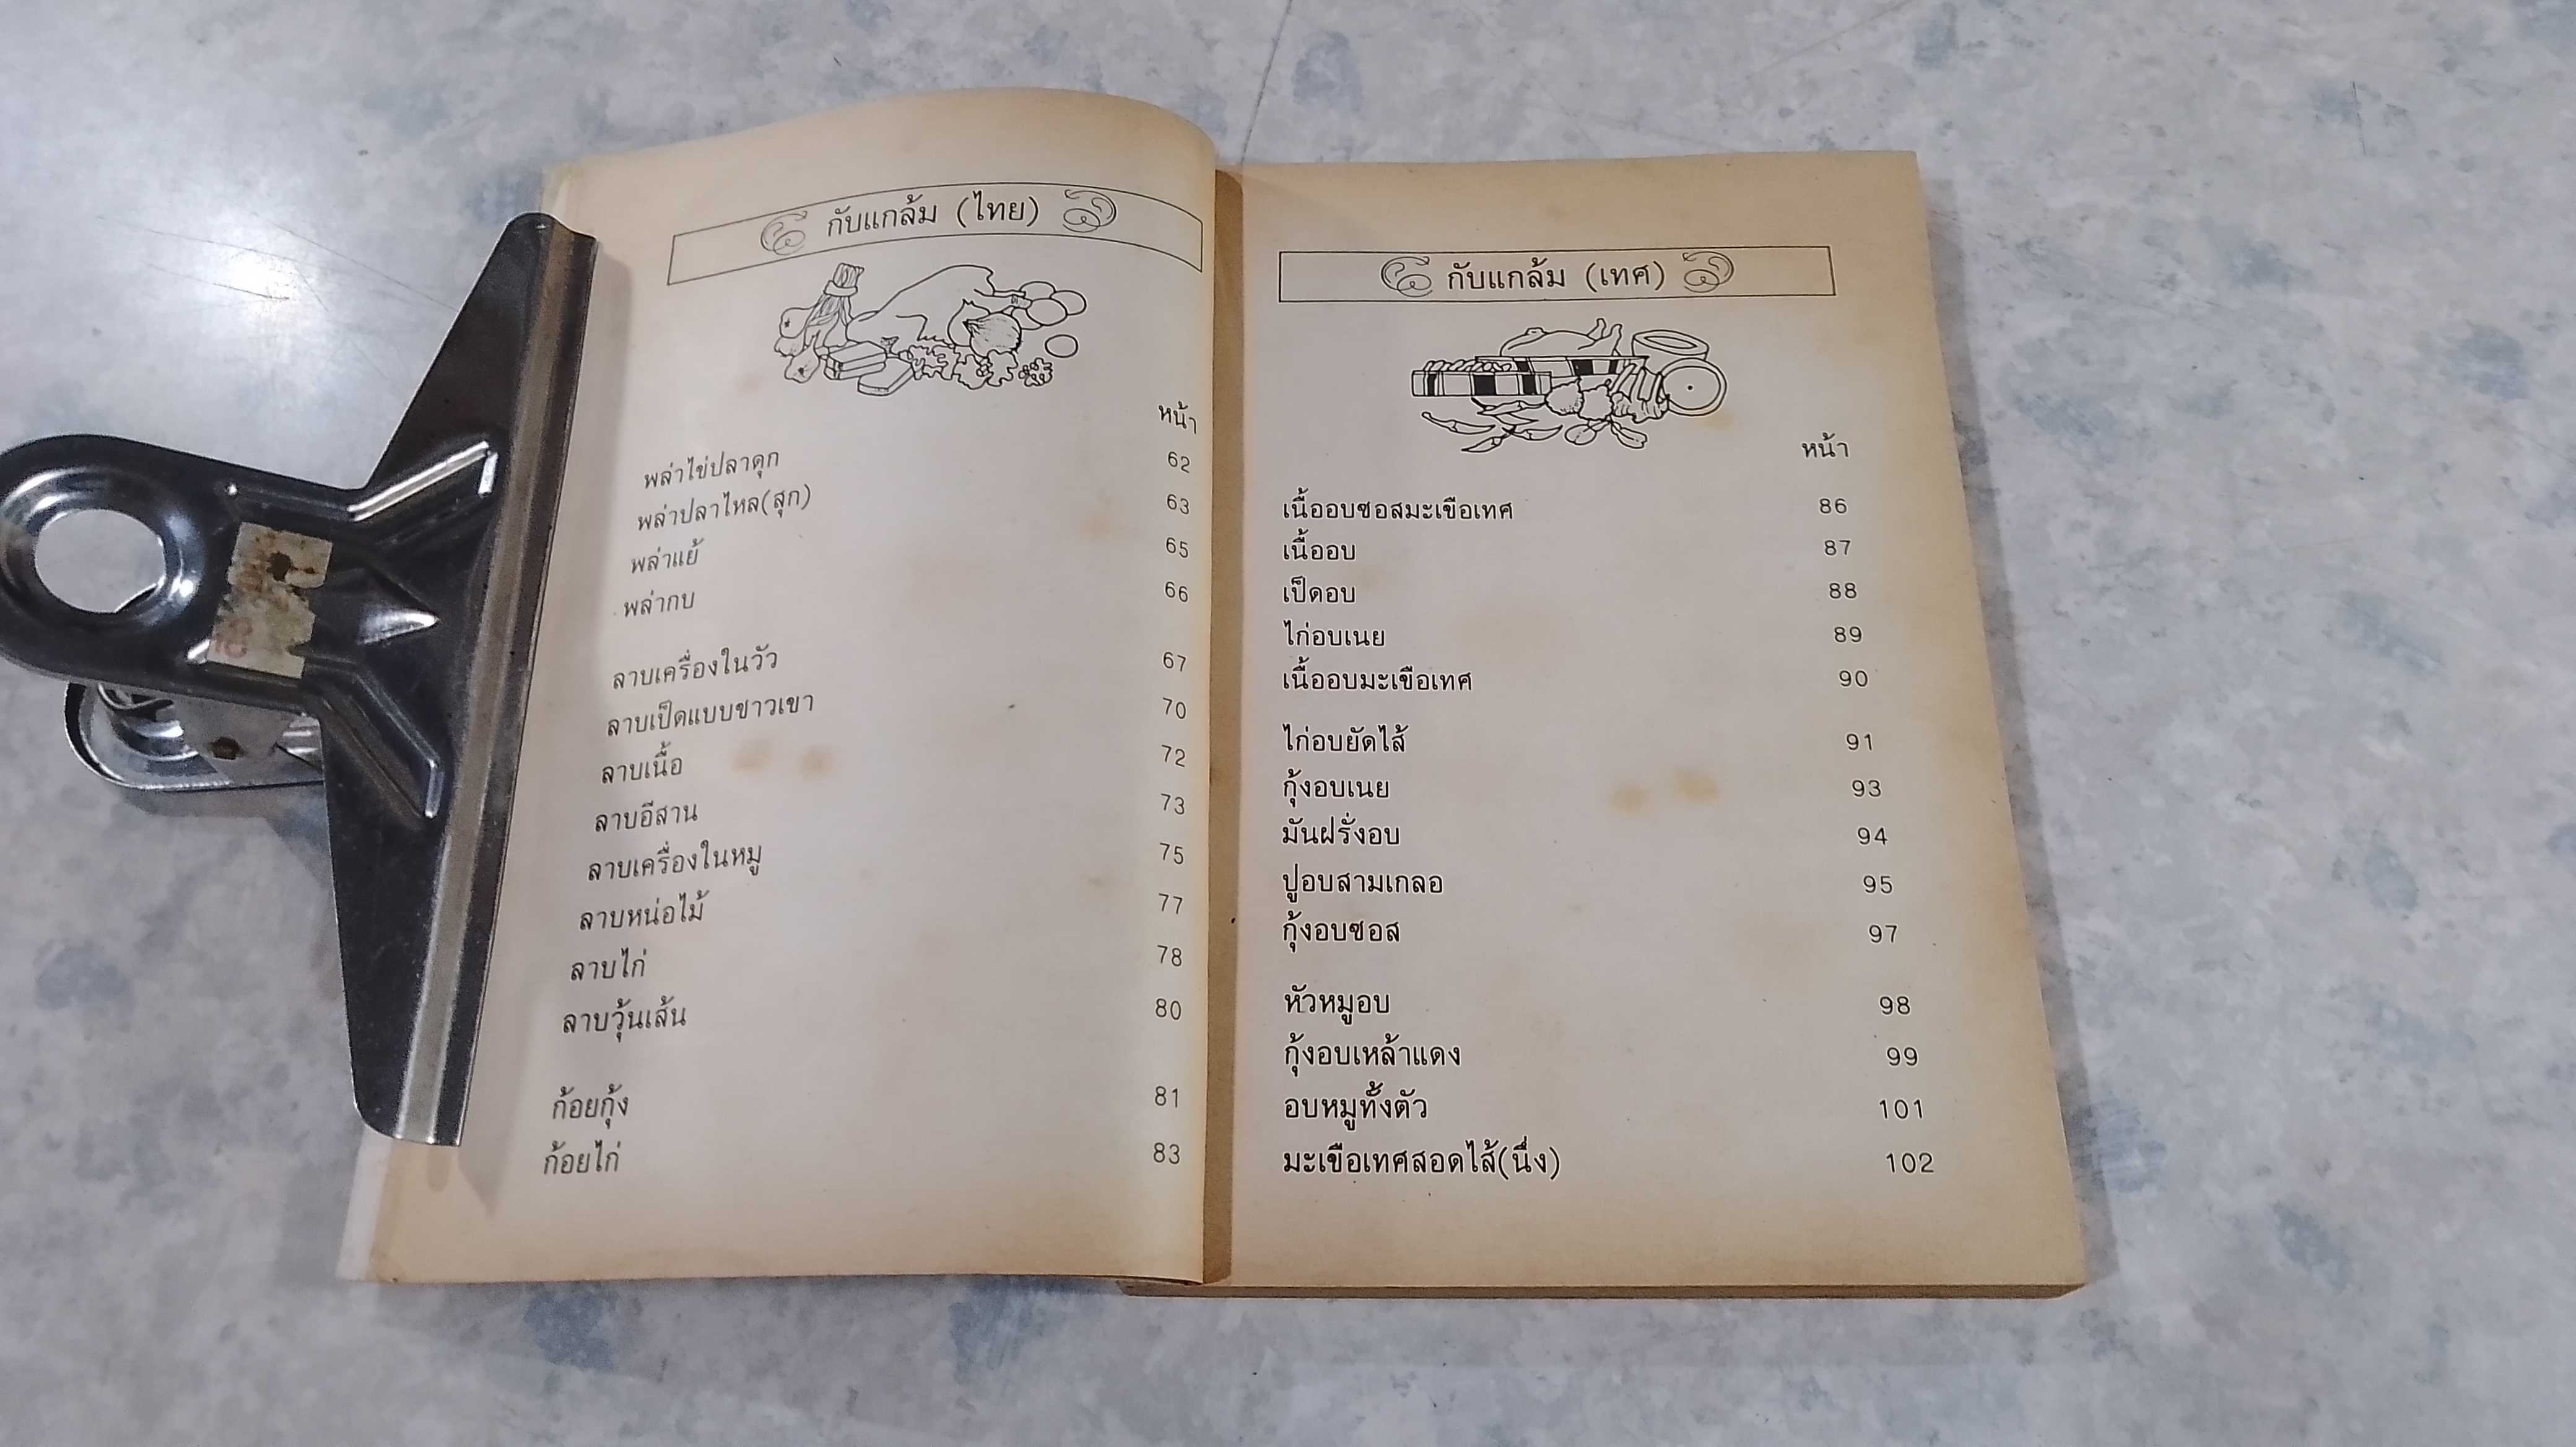 กับแกล้ม (ไทย)
หน้า
พล่าไข่ปลาดุก 62
พล่าปลาไหล(สุก) 63
พล่าแย้ 65
พล่ากบ 66
ลาบเครื่องในวัว 67
ลาบเป็ดแบบชาวเขา 70
ลาบเนื้อ 72
ลาบอีสาน 73
ลาบเครื่องในหมู 75
ลาบหน่อไม้ 77
ลาบไก่ 78
ลาบวุ้นเส้น 80
ก้อยกุ้ง 81
ก้อยไก่ 83
กับแกล้ม (เทศ)
หน้า
เนื้ออบซอสมะเขือเทศ 86
เนื้ออบ 87
เป็ดอบ 88
ไก่อบเนย 89
เนื้ออบมะเขือเทศ 90
ไก่อบยัดไส้ 91
กุ้งอบเนย 93
มันฝรั่งอบ 94
ปูอบสามเกลอ 95
กุ้งอบซอส 97
หัวหมูอบ 98
กุ้งอบเหล้าแดง 99
อบหมูทั้งตัว 101
มะเขือเทศสอดไส้(นึ่ง) 102